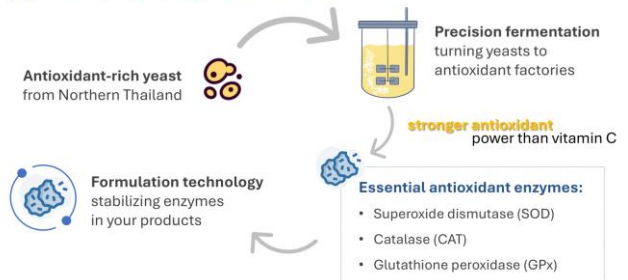 Antioxidant-rich yeast
from Northern Thailand
Precision fermentation
turning yeasts to
antioxidant factories
stronger antioxidant
power than vitamin C
Essential antioxidant enzymes:
• Superoxide dismutase (SOD)
• Catalase (CAT)
• Glutathione peroxidase (GPx)
Formulation technology
stabilizing enzymes
in your products